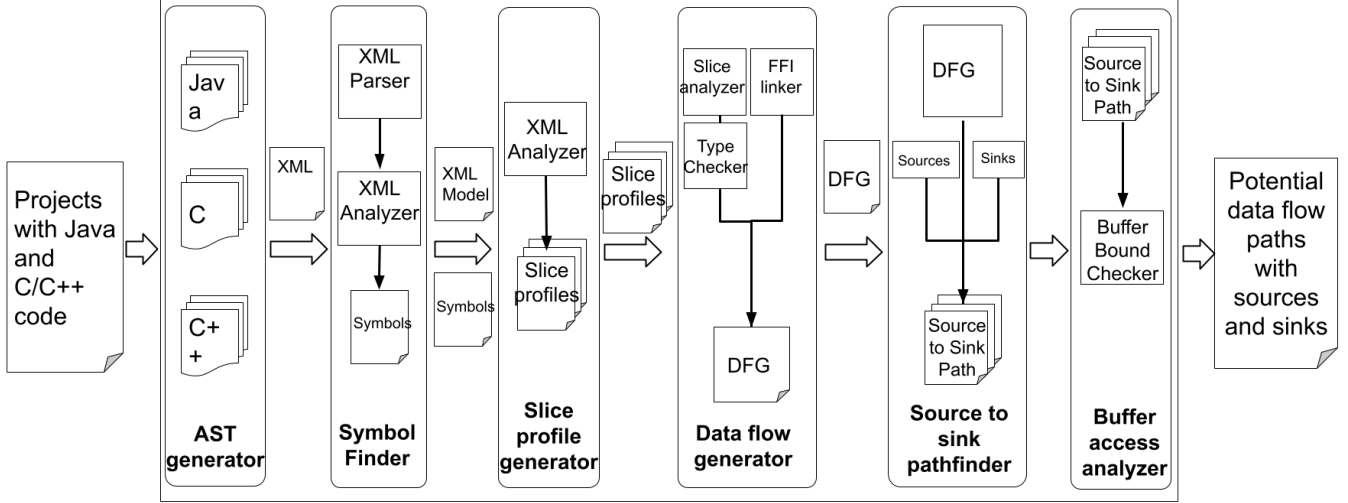 Projects
with Java
and
C/C++
code
Jav
a
C
C+
+
AST
generator
XML
XML
Parser
XML
Analyzer
Symbols
Symbol
Finder
XML
Model
Symbols
XML
Analyzer
Slice
profiles
Slice
profile
generator
Slice
profiles
Slice
analyzer
FFI
linker
Type
Checker
DFG
Data flow
generator
DFG
DFG
Sources
Sinks
Source
to Sink
Path
Source to
sink
pathfinder
Source
to Sink
Path
Buffer
Bound
Checker
Buffer
access
analyzer
Potential
data flow
paths
with
sources
and sinks